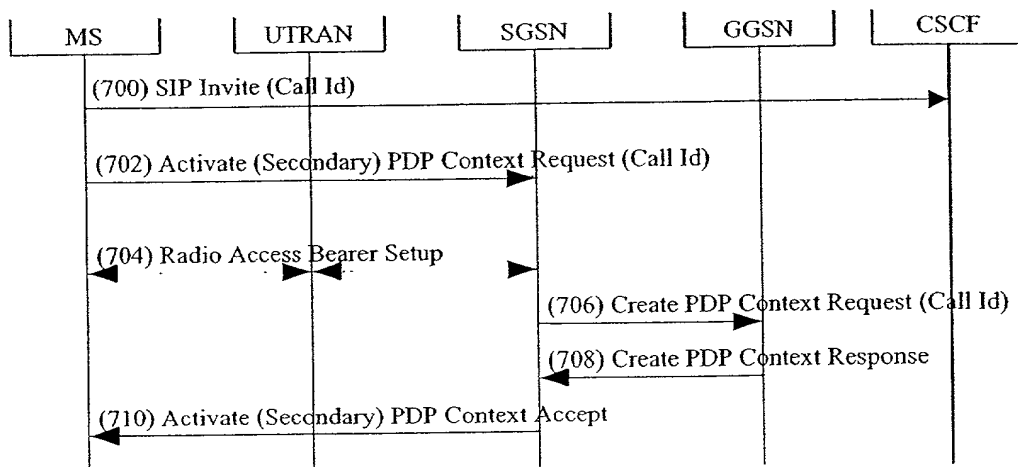 MS UTRAN SGSN GGSN CSCF
(700) SIP Invite (Call Id)
(702) Activate (Secondary) PDP Context Request (Call Id)
(704) Radio Access Bearer Setup
(706) Create PDP Context Request (Call Id)
(708) Create PDP Context Response
(710) Activate (Secondary) PDP Context Accept